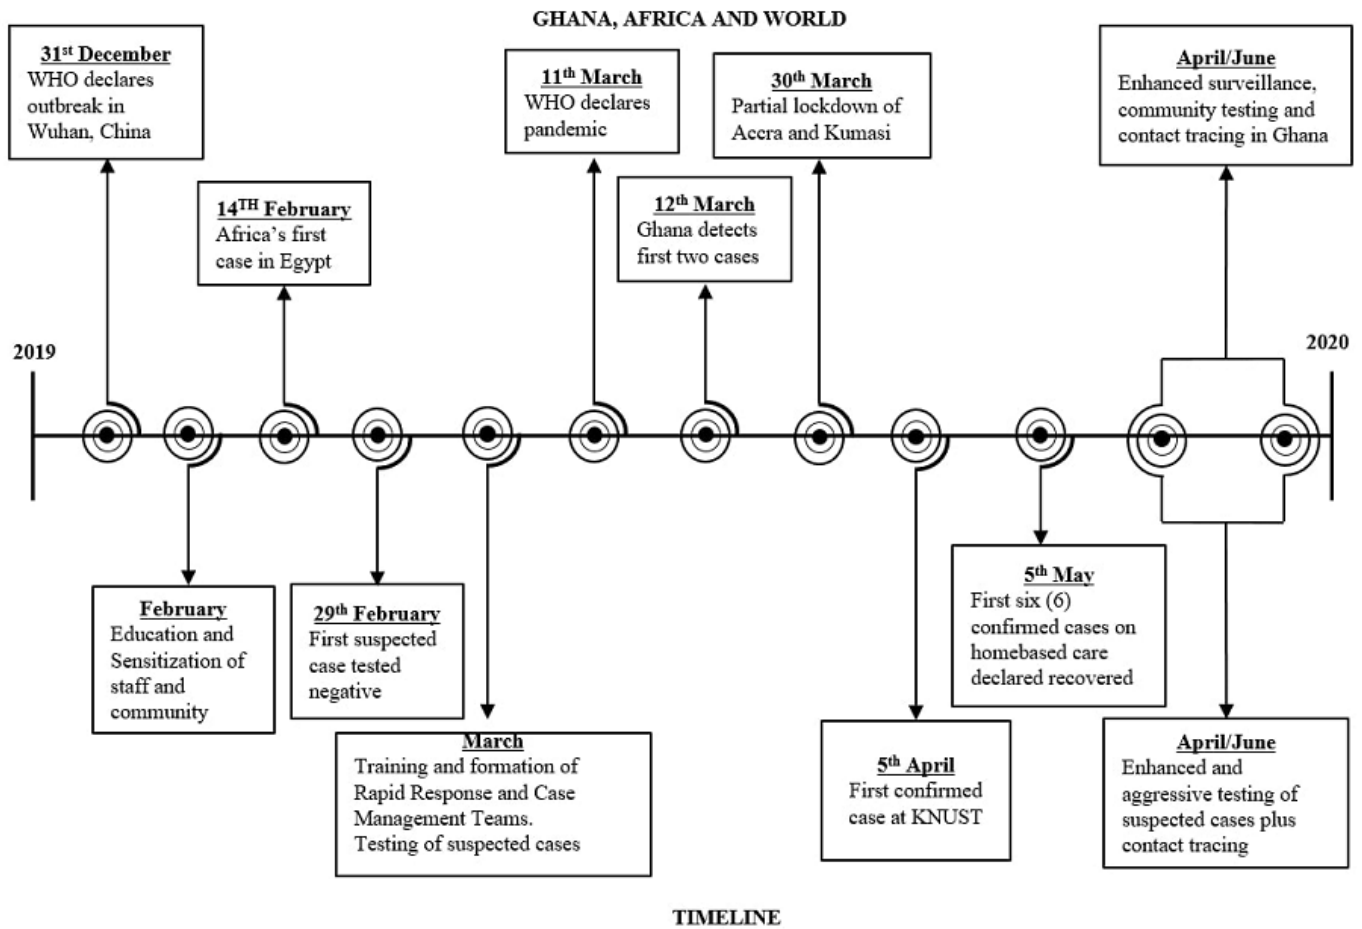 GHANA, AFRICA AND WORLD
31st December
WHO declares
outbreak in
Wuhan, China
14TH February
Africa's first
case in Egypt
11th March
WHO declares
pandemic
12th March
Ghana detects
first two cases
30th March
Partial lockdown of
Accra and Kumasi
April/June
Enhanced surveillance,
community testing and
contact tracing in Ghana
2019
2020
February
Education and
Sensitization of
staff and
community
29th February
First suspected
case tested
negative
March
Training and formation of
Rapid Response and Case
Management Teams.
Testing of suspected cases
5th April
First confirmed
case at KNUST
5th May
First six (6)
confirmed cases on
homebased care
declared recovered
April/June
Enhanced and
aggressive testing of
suspected cases plus
contact tracing
TIMELINE